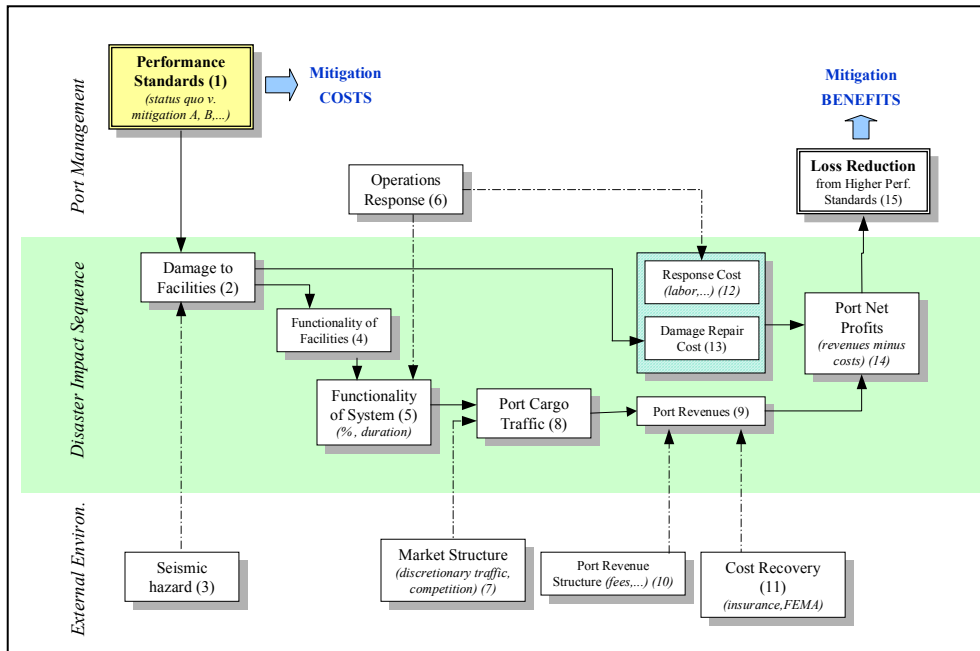 Port Management
Performance
Standards (1)
(status quo v.
mitigation A, B,...)
Mitigation
COSTS
Mitigation
BENEFITS
Loss Reduction
from Higher Perf.
Standards (15)
Operations
Response (6)
Disaster Impact Sequence
Damage to
Facilities (2)
Functionality of
Facilities (4)
Functionality
of System (5)
(%, duration)
Port Cargo
Traffic (8)
Response Cost
(labor,...) (12)
Damage Repair
Cost (13)
Port Revenues (9)
Port Net
Profits
(revenues minus
costs) (14)
External Environ.
Seismic
hazard (3)
Market Structure
(discretionary traffic,
competition) (7)
Port Revenue
Structure (fees,...) (10)
Cost Recovery
(11)
(insurance,FEMA)